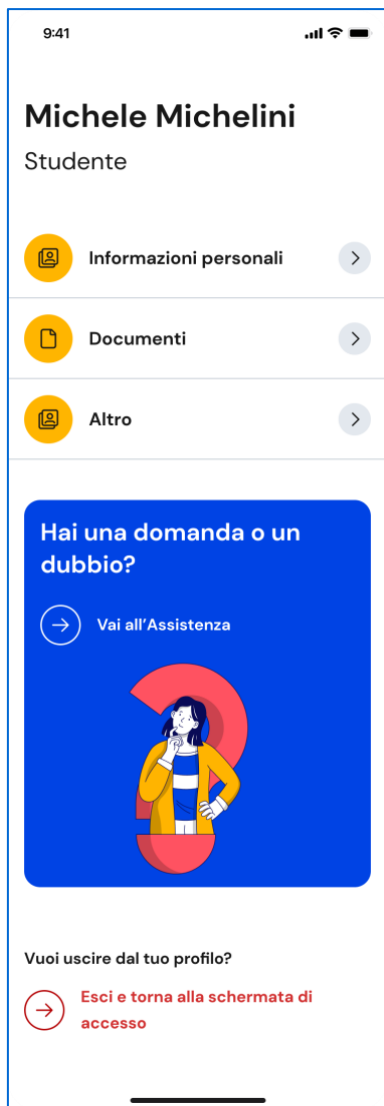 9:41
Michele Michelini
Studente
Informazioni personali
Documenti
Altro
Hai una domanda o un
dubbio?
Vai all’Assistenza
Vuoi uscire dal tuo profilo?
Esci e torna alla schermata di
accesso